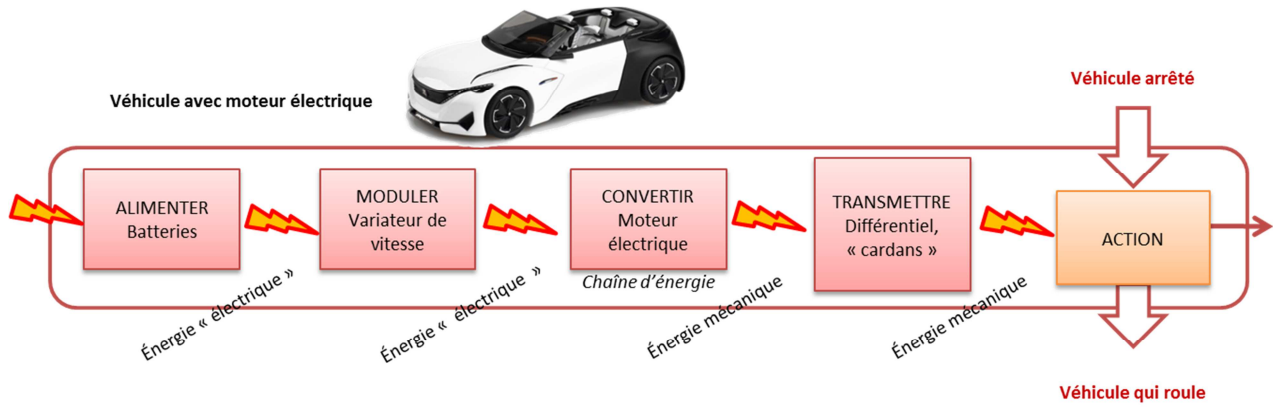 Véhicule arrêté
Véhicule avec moteur électrique
ALIMENTER
Batteries
MODULER
Variateur de
vitesse
CONVERTIR
Moteur
électrique
TRANSMETTRE
Différentiel,
« cardans »
ACTION
Chaîne d’énergie
Énergie « électrique »
Énergie «  électrique »
Énergie mécanique
Énergie mécanique
Véhicule qui roule